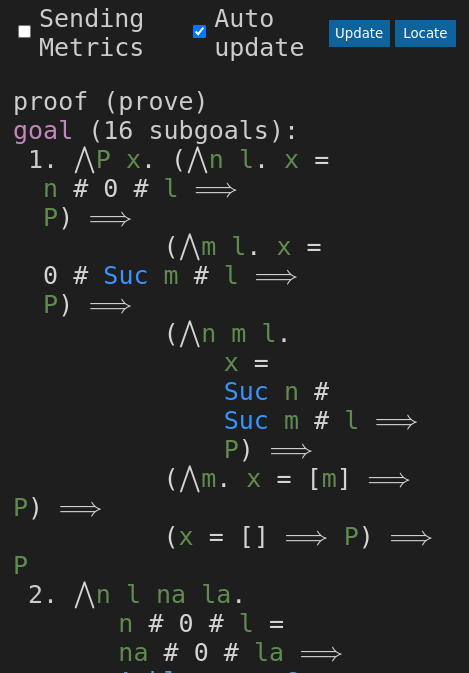 Sending Metrics
Auto update
Update
Locate
proof (prove)
goal (16 subgoals):
1. ⋀P x. (⋀n l. x =
n # 0 # l ⟹
P) ⟹
(⋀m l. x =
0 # Suc m # l ⟹
P) ⟹
(⋀n m l.
x =
Suc n #
Suc m # l ⟹
P) ⟹
(⋀m. x = [m] ⟹
P) ⟹
(x = [] ⟹ P) ⟹
P
2. ⋀n l na la.
n # 0 # l =
na # 0 # la ⟹